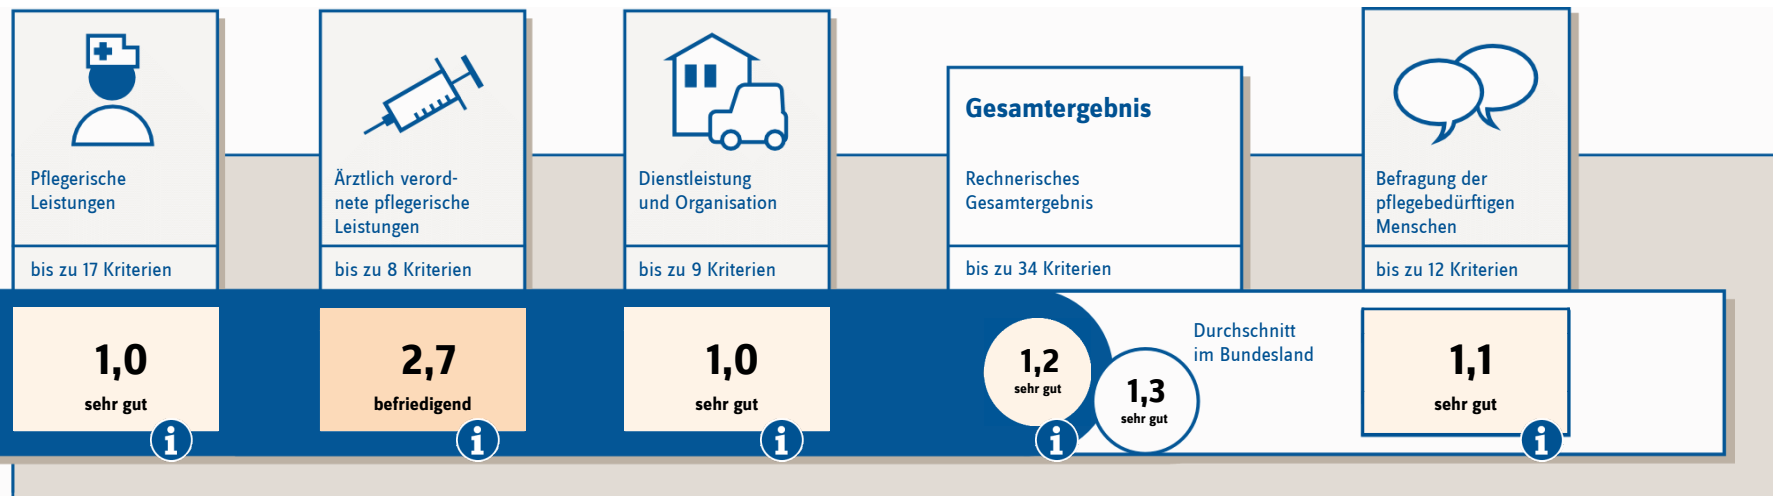 Pflegerische
Leistungen
bis zu 17 Kriterien
1,0
sehr gut
i
Ärztlich verord-
nete pflegerische
Leistungen
bis zu 8 Kriterien
2,7
befriedigend
i
Dienstleistung
und Organisation
bis zu 9 Kriterien
1,0
sehr gut
i
Gesamtergebnis
Rechnerisches
Gesamtergebnis
bis zu 34 Kriterien
1,2
sehr gut
i
1,3
sehr gut
Durchschnitt
im Bundesland
Befragung der
pflegebedürftigen
Menschen
bis zu 12 Kriterien
1,1
sehr gut
i